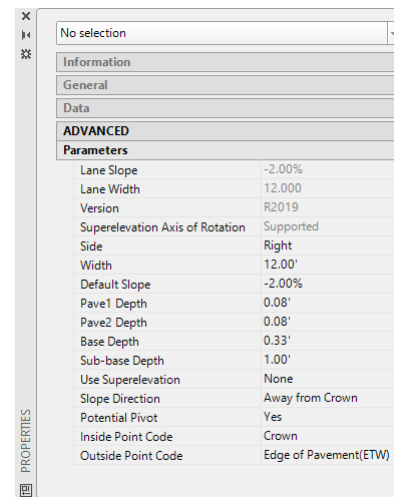 No selection
Information
General
Data
ADVANCED
Parameters
Lane Slope -2.00%
Lane Width 12.000
Version R2019
Superelevation Axis of Rotation Supported
Side Right
Width 12.00'
Default Slope -2.00%
Pave1 Depth 0.08'
Pave2 Depth 0.08'
Base Depth 0.33'
Sub-base Depth 1.00'
Use Superelevation None
Slope Direction Away from Crown
Potential Pivot Yes
Inside Point Code Crown
Outside Point Code Edge of Pavement(ETW)
PROPERTIES